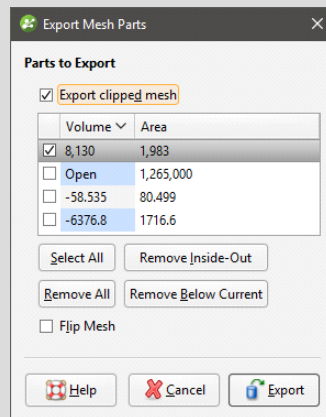 Export Mesh Parts
Parts to Export
Export clipped mesh
Volume Area
8,130 1,983
Open 1,265,000
-58.535 80.499
-6376.8 1716.6
Select All Remove Inside-Out
Remove All Remove Below Current
Flip Mesh
Help Cancel Export